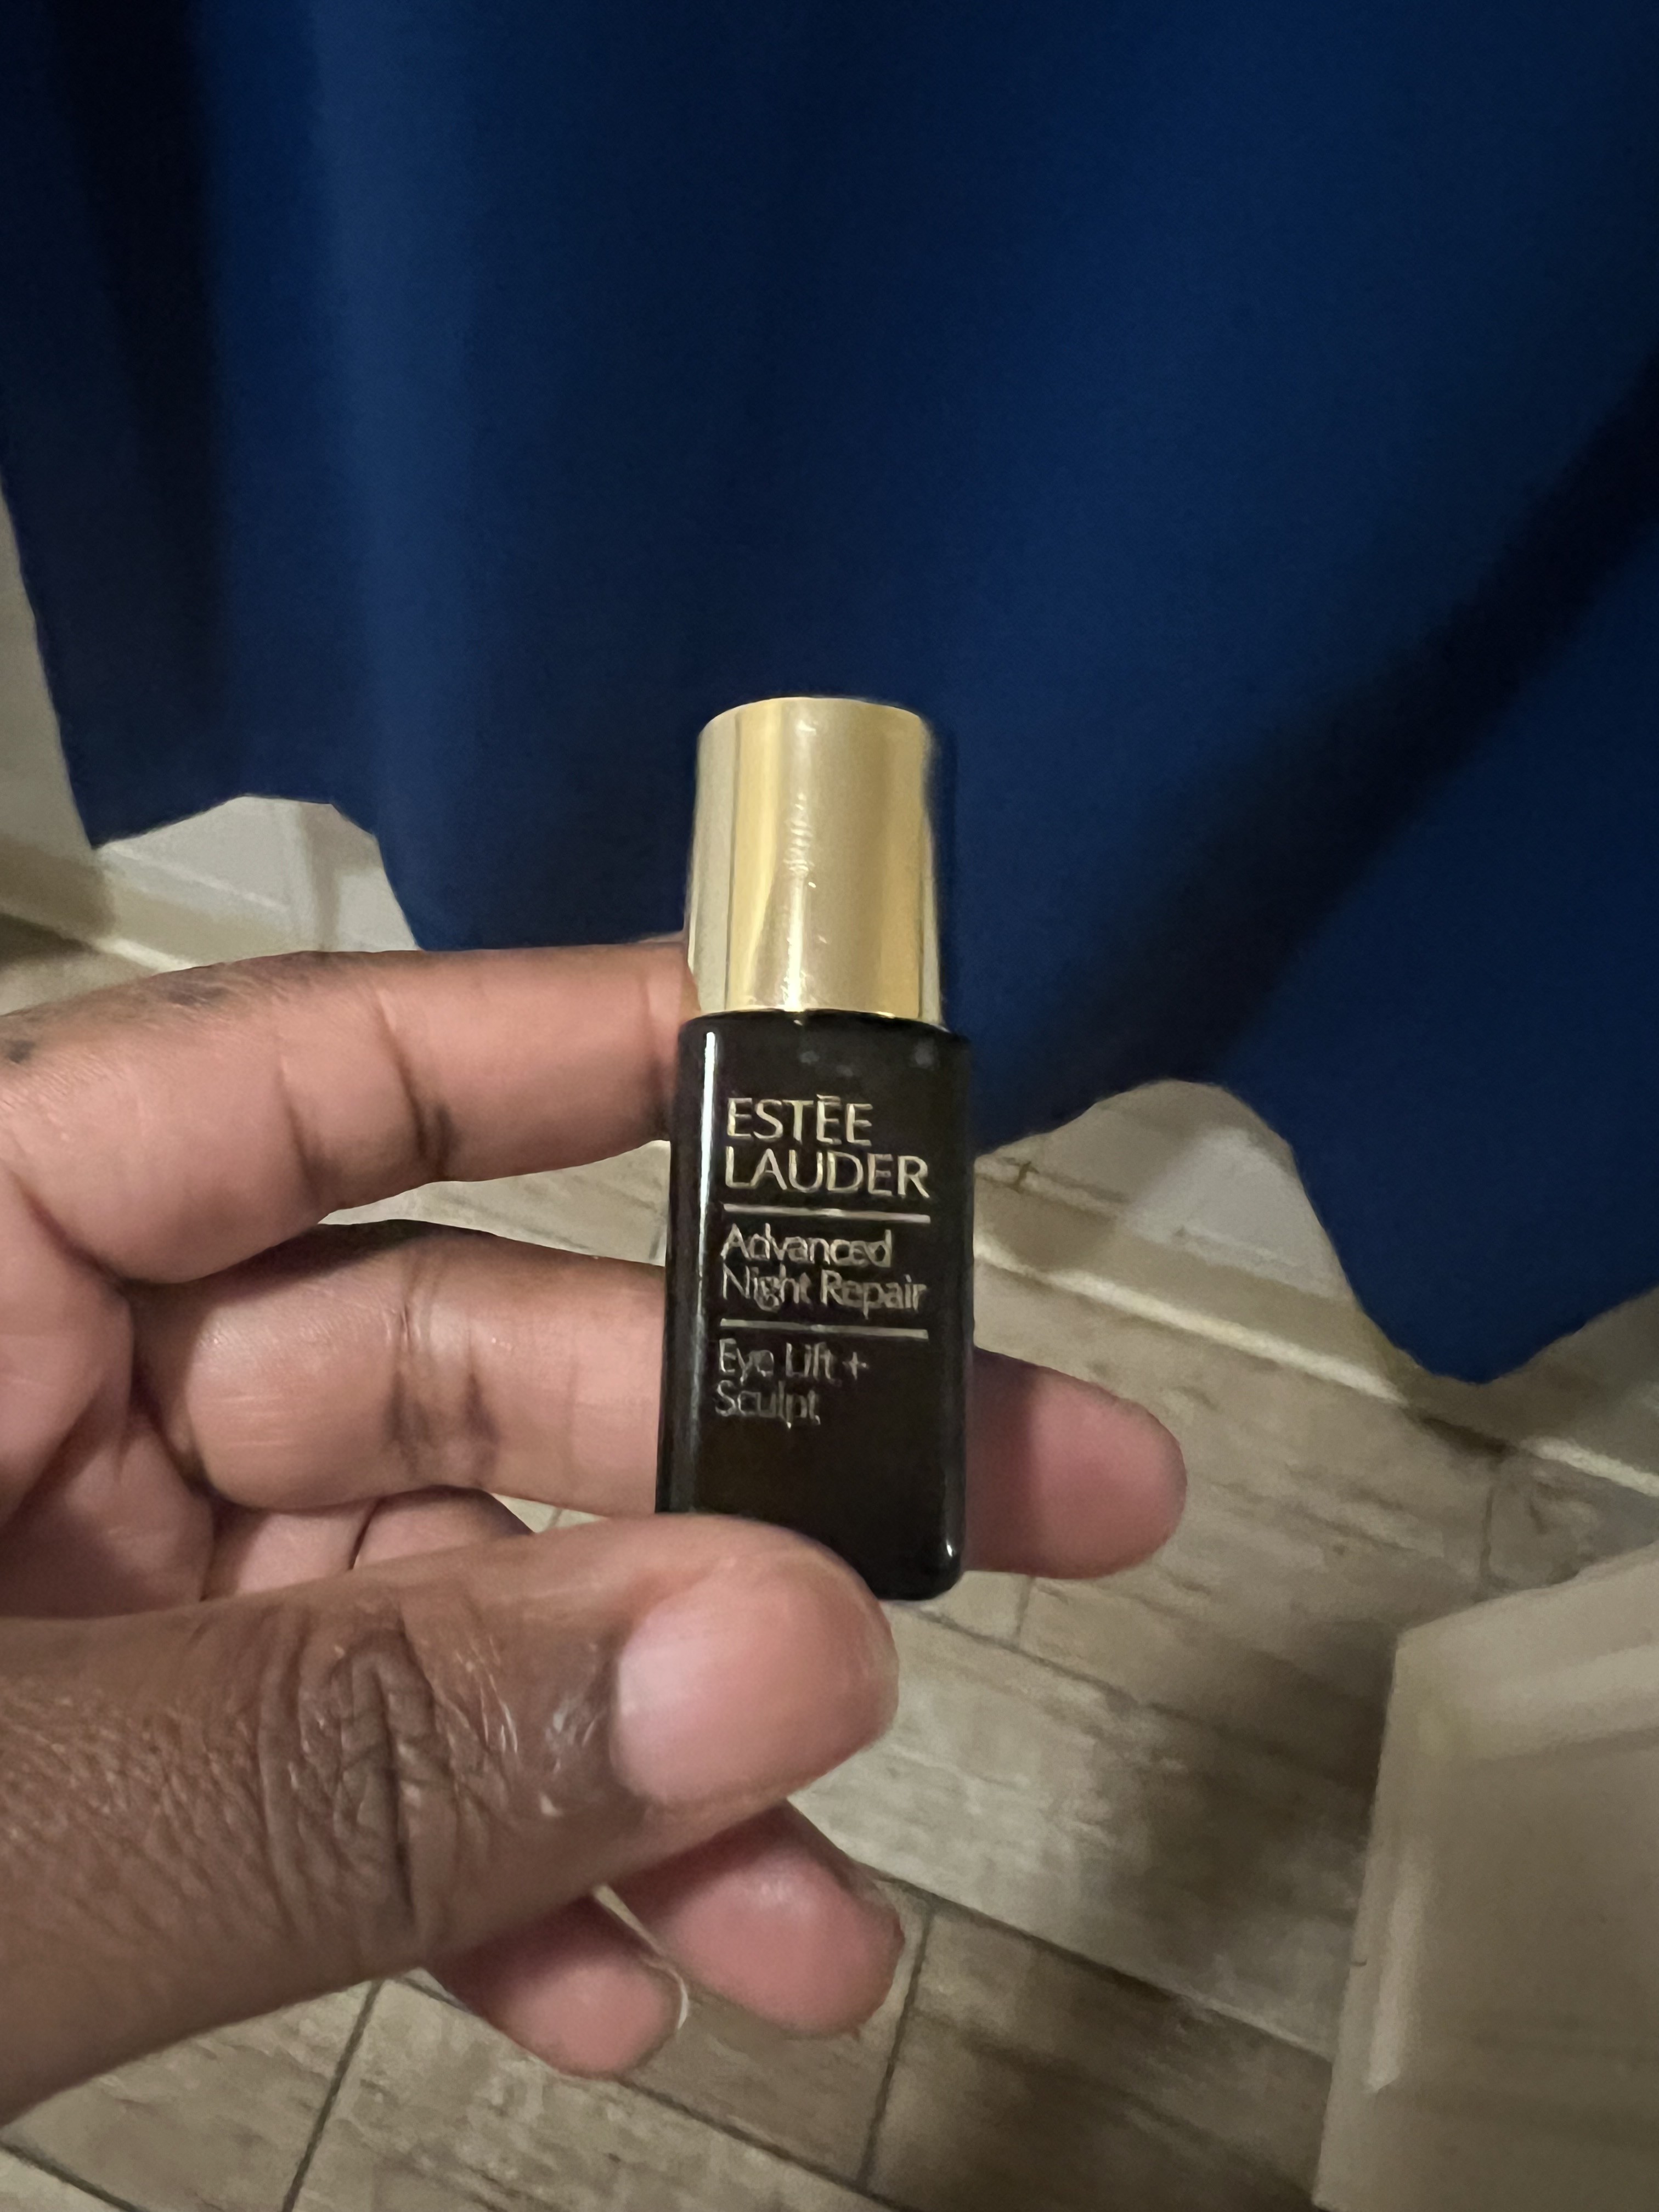 ESTĒE
LAUDER
Advanced
Night Repair
Eye Lift +
Sculpt